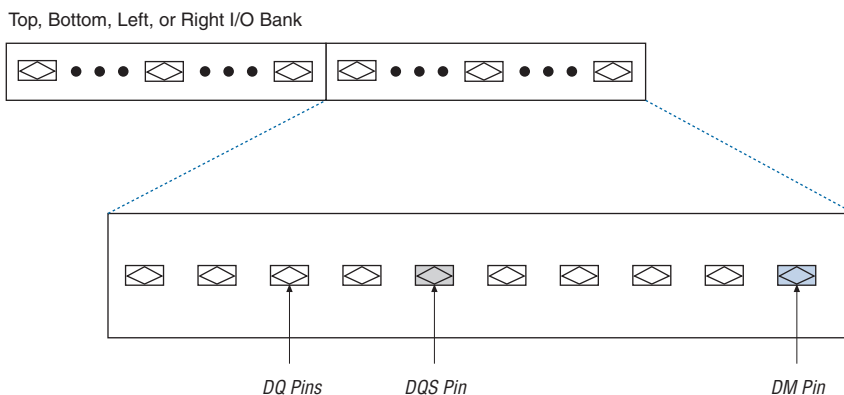 Top, Bottom, Left, or Right I/O Bank
DQ Pins
DQS Pin
DM Pin